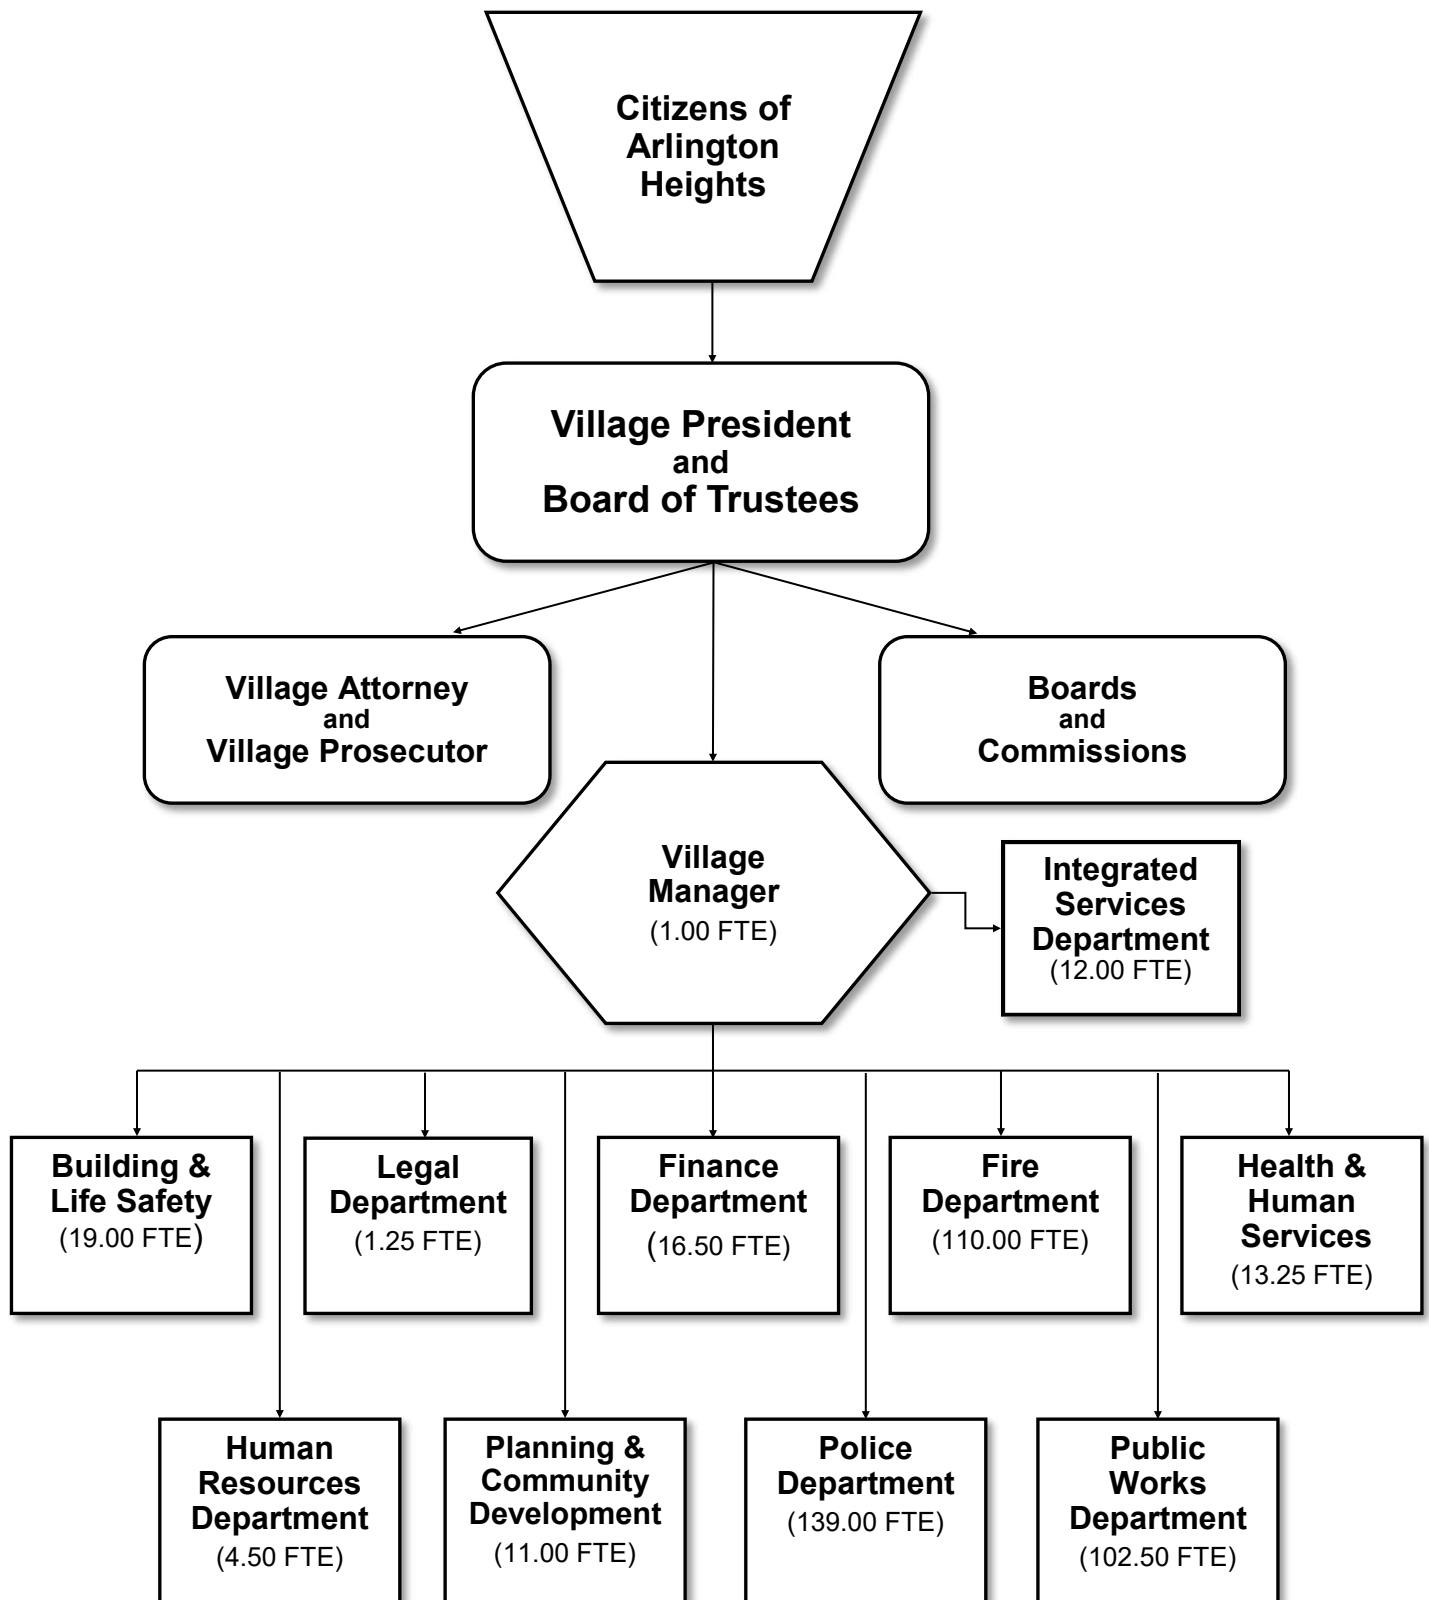 Citizens of
Arlington
Heights
Village President
and
Board of Trustees
Village Attorney
and
Village Prosecutor
Boards
and
Commissions
Village
Manager
(1.00 FTE)
Integrated
Services
Department
(12.00 FTE)
Building &
Life Safety
(19.00 FTE)
Legal
Department
(1.25 FTE)
Finance
Department
(16.50 FTE)
Fire
Department
(110.00 FTE)
Health &
Human
Services
(13.25 FTE)
Human
Resources
Department
(4.50 FTE)
Planning &
Community
Development
(11.00 FTE)
Police
Department
(139.00 FTE)
Public
Works
Department
(102.50 FTE)